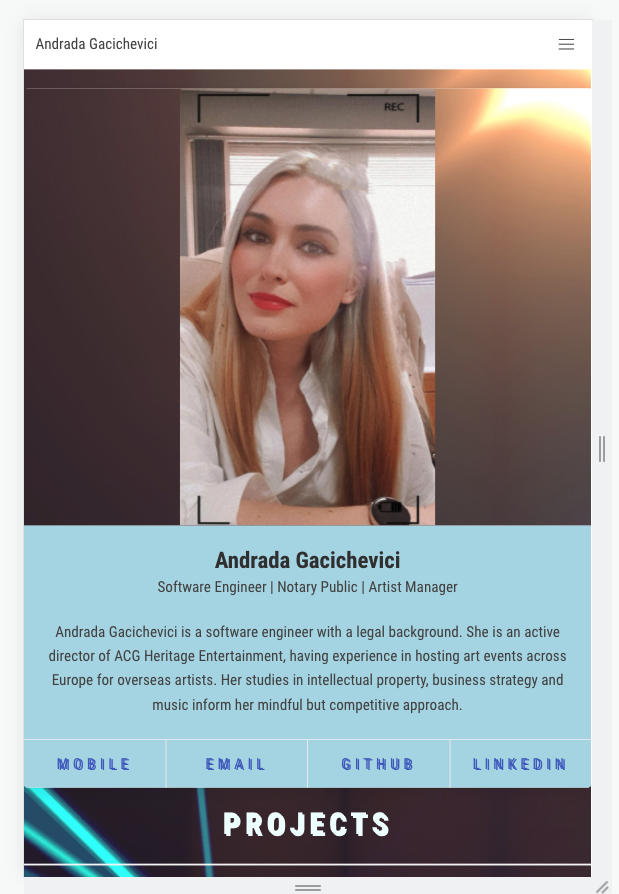 Andrada Gacichevici
REC
Andrada Gacichevici
Software Engineer | Notary Public | Artist Manager
Andrada Gacichevici is a software engineer with a legal background. She is an active
director of ACG Heritage Entertainment, having experience in hosting art events across
Europe for overseas artists. Her studies in intellectual property, business strategy and
music inform her mindful but competitive approach.
MOBILE EMAIL GITHUB LINKEDIN
PROJECTS